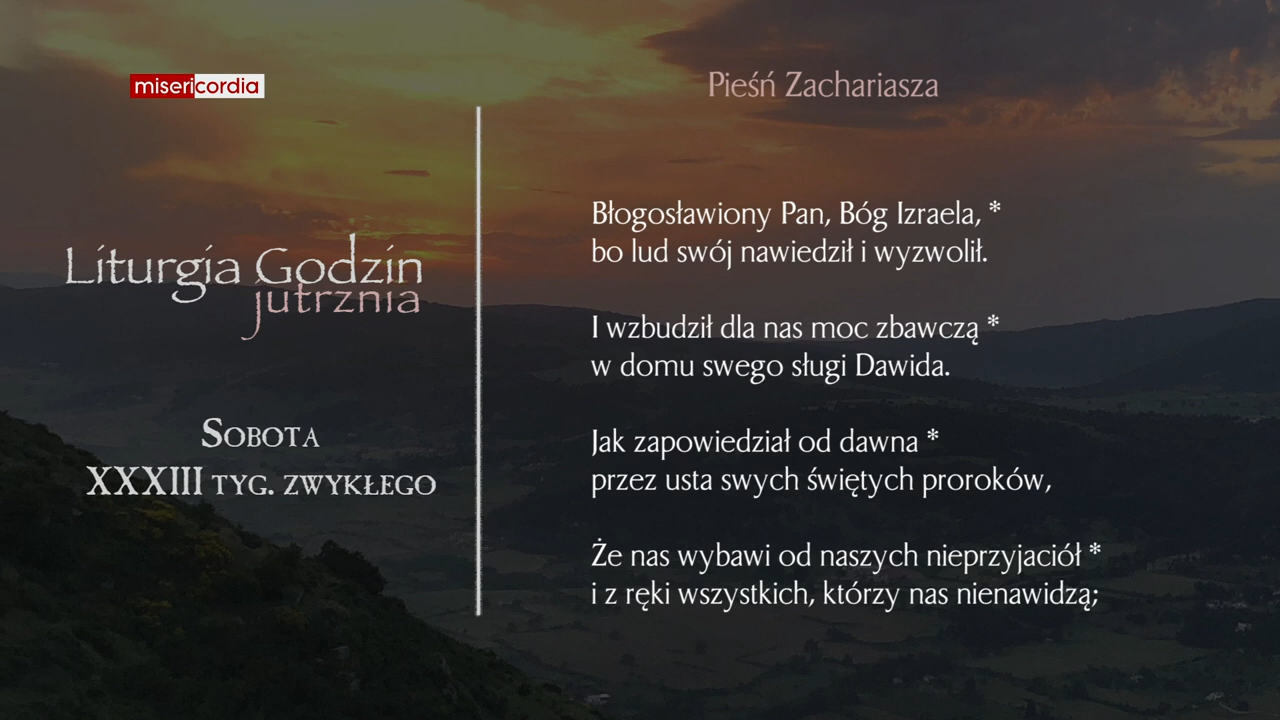 misericordia
Liturgia Godzin
jutrznia
Sobota
XXXIII tyg. zwykłego
Pieśń Zachariasza
Błogosławiony Pan, Bóg Izraela, *
bo lud swój nawiedził i wyzwolił.
I wzbudził dla nas moc zbawczą *
w domu swego sługi Dawida.
Jak zapowiedział od dawna *
przez usta swych świętych proroków,
Że nas wybawi od naszych nieprzyjaciół *
i z ręki wszystkich, którzy nas nienawidzą;